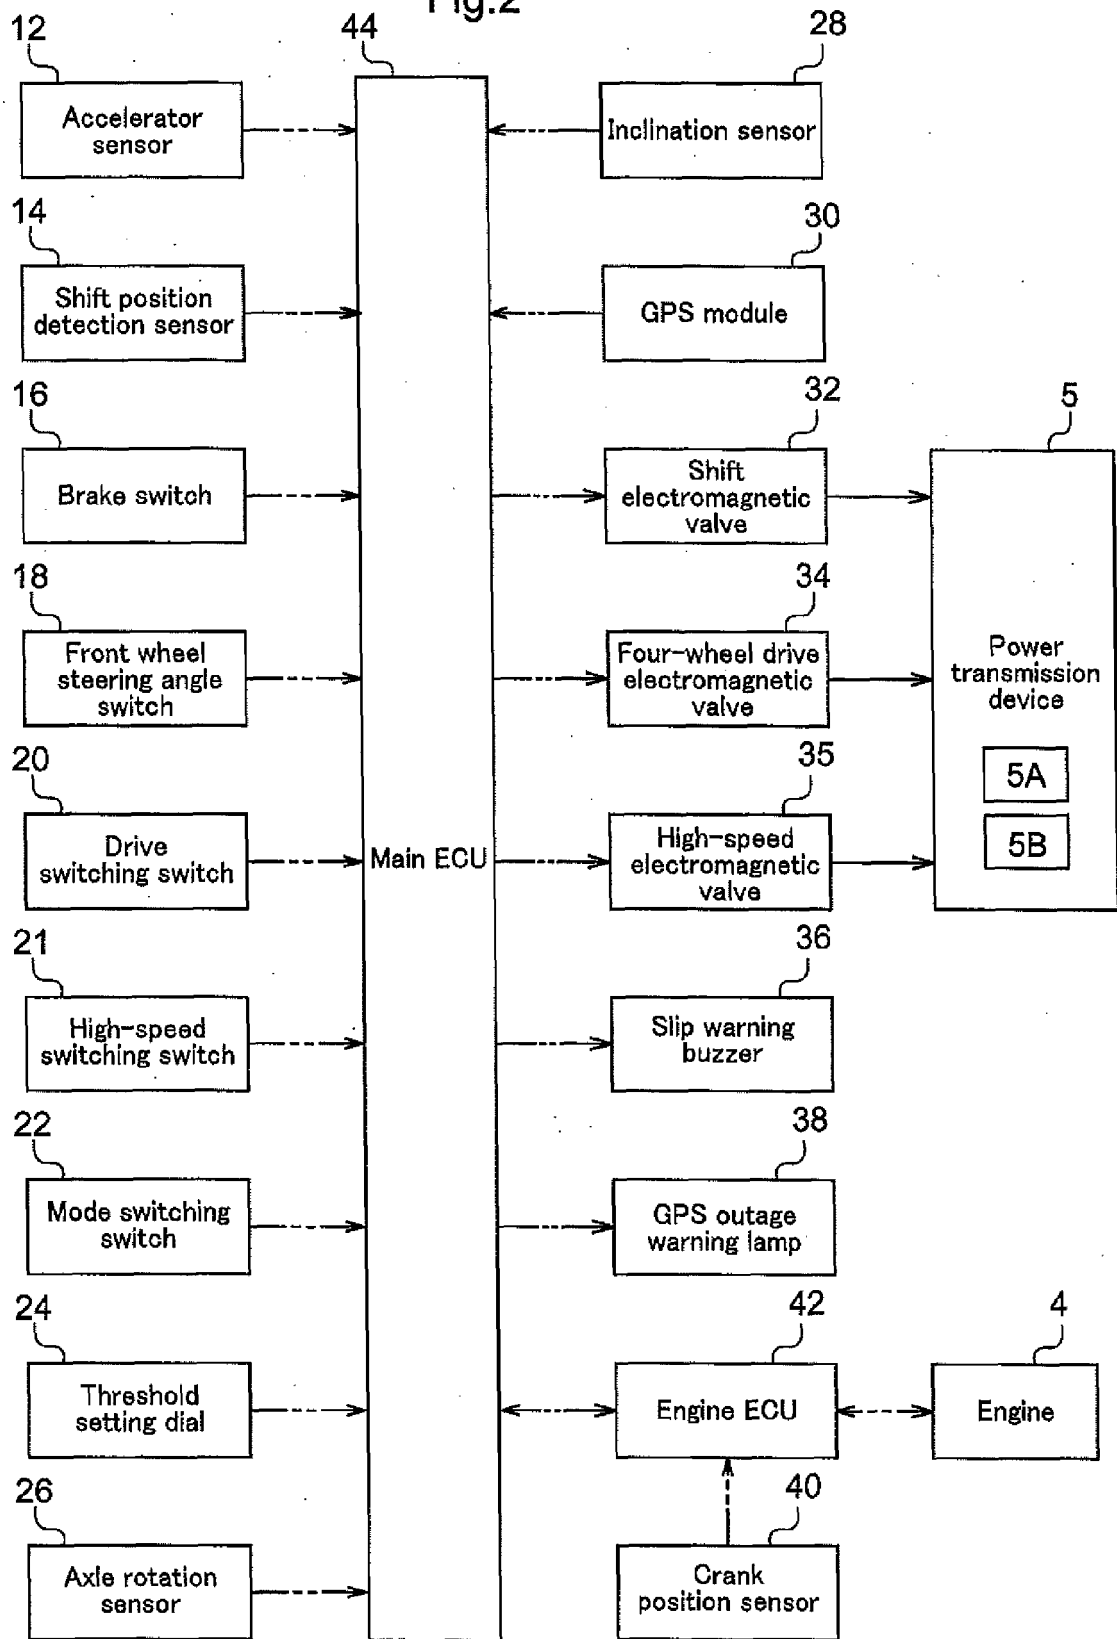 Fig.2
12
44
28
Accelerator
sensor
Inclination sensor
14
30
Shift position
detection sensor
GPS module
16
32
5
Brake switch
Shift
electromagnetic
valve
18
34
Front wheel
steering angle
switch
Four-wheel drive
electromagnetic
valve
Power
transmission
device
20
35
5A
Drive
switching switch
Main ECU
High-speed
electromagnetic
valve
5B
21
36
High-speed
switching switch
Slip warning
buzzer
22
38
Mode switching
switch
GPS outage
warning lamp
24
42
4
Threshold
setting dial
Engine ECU
Engine
26
40
Axle rotation
sensor
Crank
position sensor